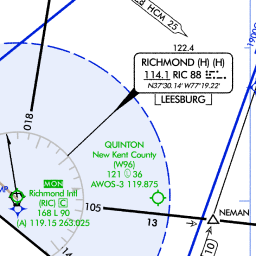 HCM 25
1900
122.4
RICHMOND (H) (H)
114.1 RIC 88
N37°30.14' W77°19.22'
LEESBURG
018
QUINTON
New Kent County
(W96)
121 36
AWOS-3 119.875
MON
Richmond Intl
(RIC) C
168 L 90
(A) 119.15 263.025
105
13
NEMAN
10